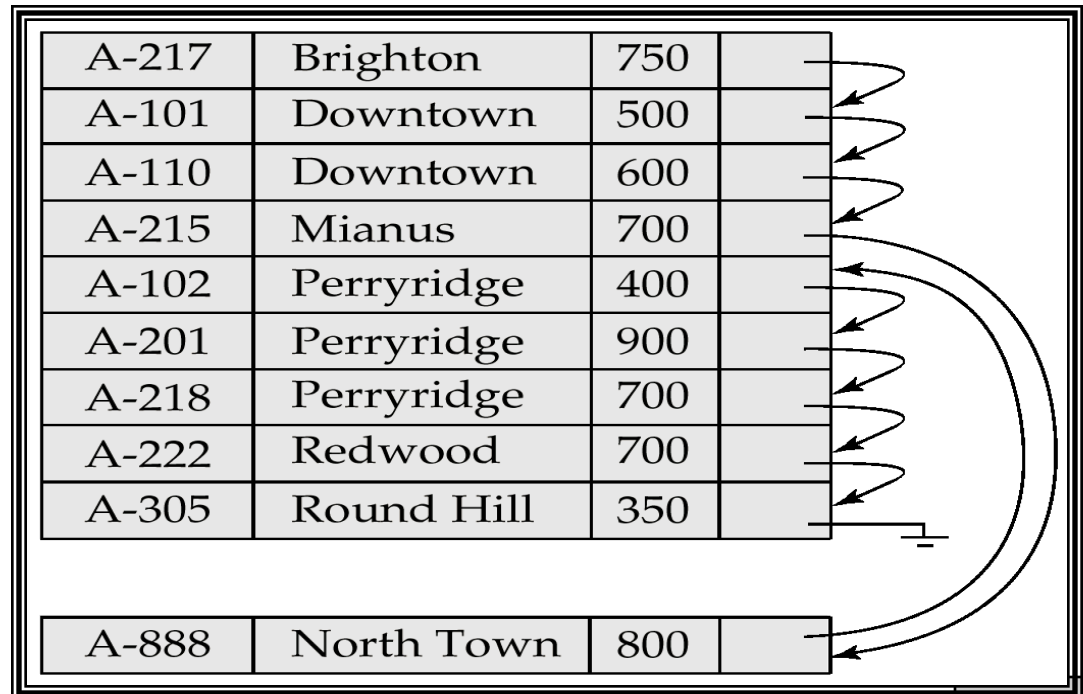 A-217 Brighton 750
A-101 Downtown 500
A-110 Downtown 600
A-215 Mianus 700
A-102 Perryridge 400
A-201 Perryridge 900
A-218 Perryridge 700
A-222 Redwood 700
A-305 Round Hill 350
A-888 North Town 800